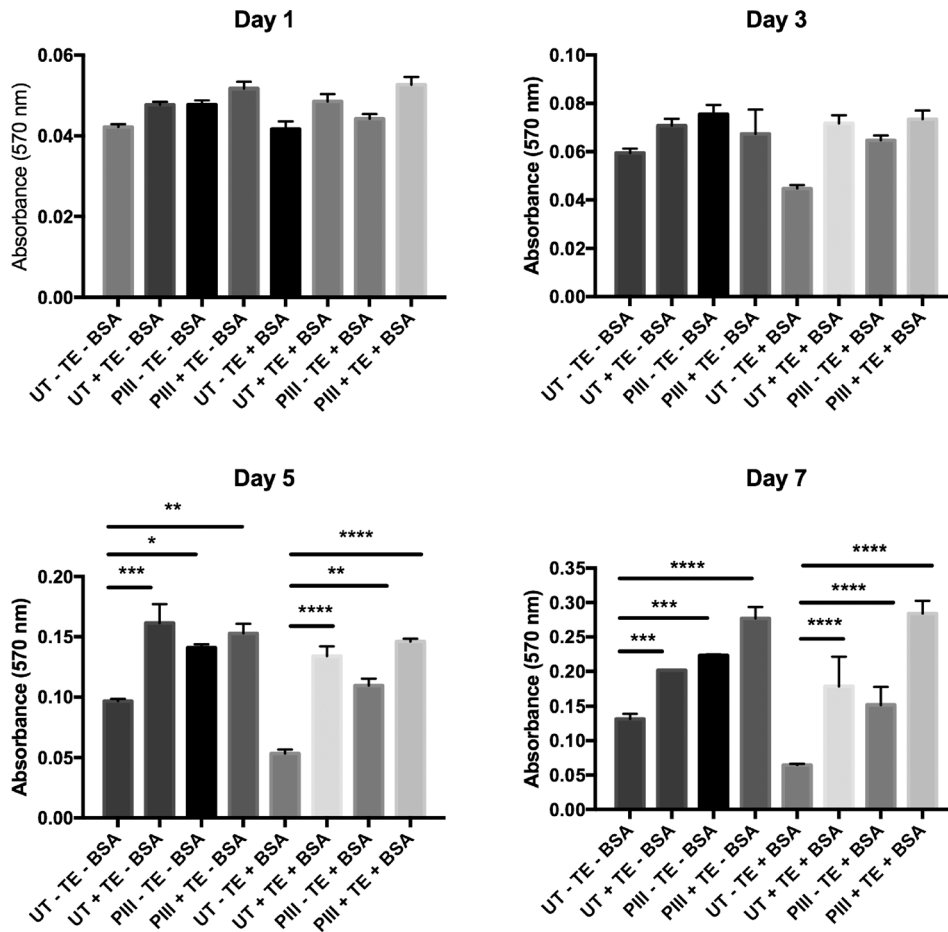 Day 1
Absorbance (570 nm)
0.06
0.04
0.02
0.00
UT - TE - BSA
UT + TE - BSA
PIII - TE - BSA
PIII + TE - BSA
UT - TE + BSA
UT + TE + BSA
PIII - TE + BSA
PIII + TE + BSA
Day 3
Absorbance (570 nm)
0.10
0.08
0.06
0.04
0.02
0.00
UT - TE - BSA
UT + TE - BSA
PIII - TE - BSA
PIII + TE - BSA
UT - TE + BSA
UT + TE + BSA
PIII - TE + BSA
PIII + TE + BSA
Day 5
Absorbance (570 nm)
**
*
***
****
**
****
0.20
0.15
0.10
0.05
0.00
UT - TE - BSA
UT + TE - BSA
PIII - TE - BSA
PIII + TE - BSA
UT - TE + BSA
UT + TE + BSA
PIII - TE + BSA
PIII + TE + BSA
Day 7
Absorbance (570 nm)
****
***
***
****
****
****
0.35
0.30
0.25
0.20
0.15
0.10
0.05
0.00
UT - TE - BSA
UT + TE - BSA
PIII - TE - BSA
PIII + TE - BSA
UT - TE + BSA
UT + TE + BSA
PIII - TE + BSA
PIII + TE + BSA